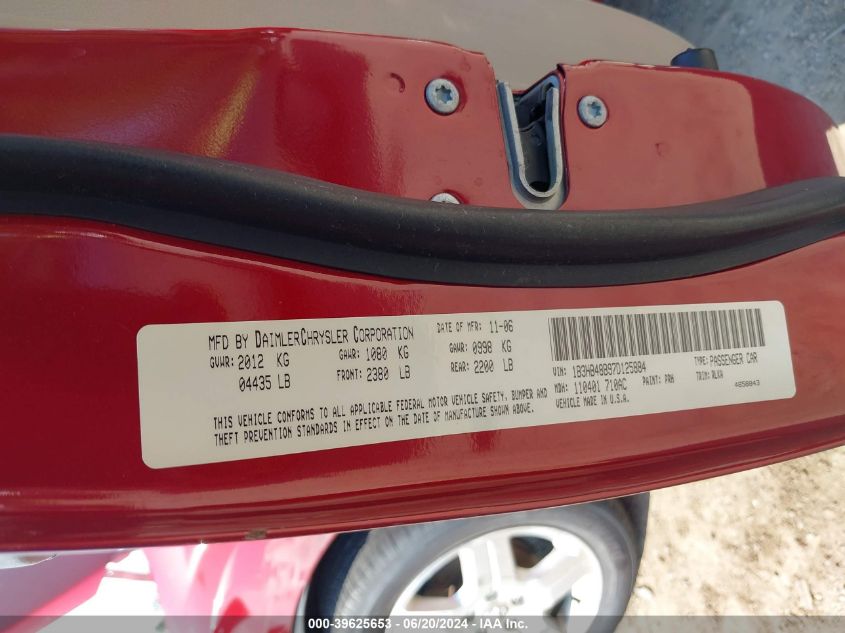 MFD BY DAIMLERCHRYSLER CORPORATION DATE OF MFR: 11-06
GVWR: 2012 KG GAWR: 1080 KG GAWR: 0998 KG
04435 LB FRONT: 2380 LB REAR: 2200 LB
THIS VEHICLE CONFORMS TO ALL APPLICABLE FEDERAL MOTOR VEHICLE SAFETY, BUMPER AND
THEFT PREVENTION STANDARDS IN EFFECT ON THE DATE OF MANUFACTURE SHOWN ABOVE.
VIN: 1B3HB48B97D125884 TYPE: PASSENGER CAR
MDH: 110401 710AC PAINT: PRH TRIM: RLKA
VEHICLE MADE IN U.S.A. 4658843
000-39625653 / 06/20/2024 / IAA Inc.